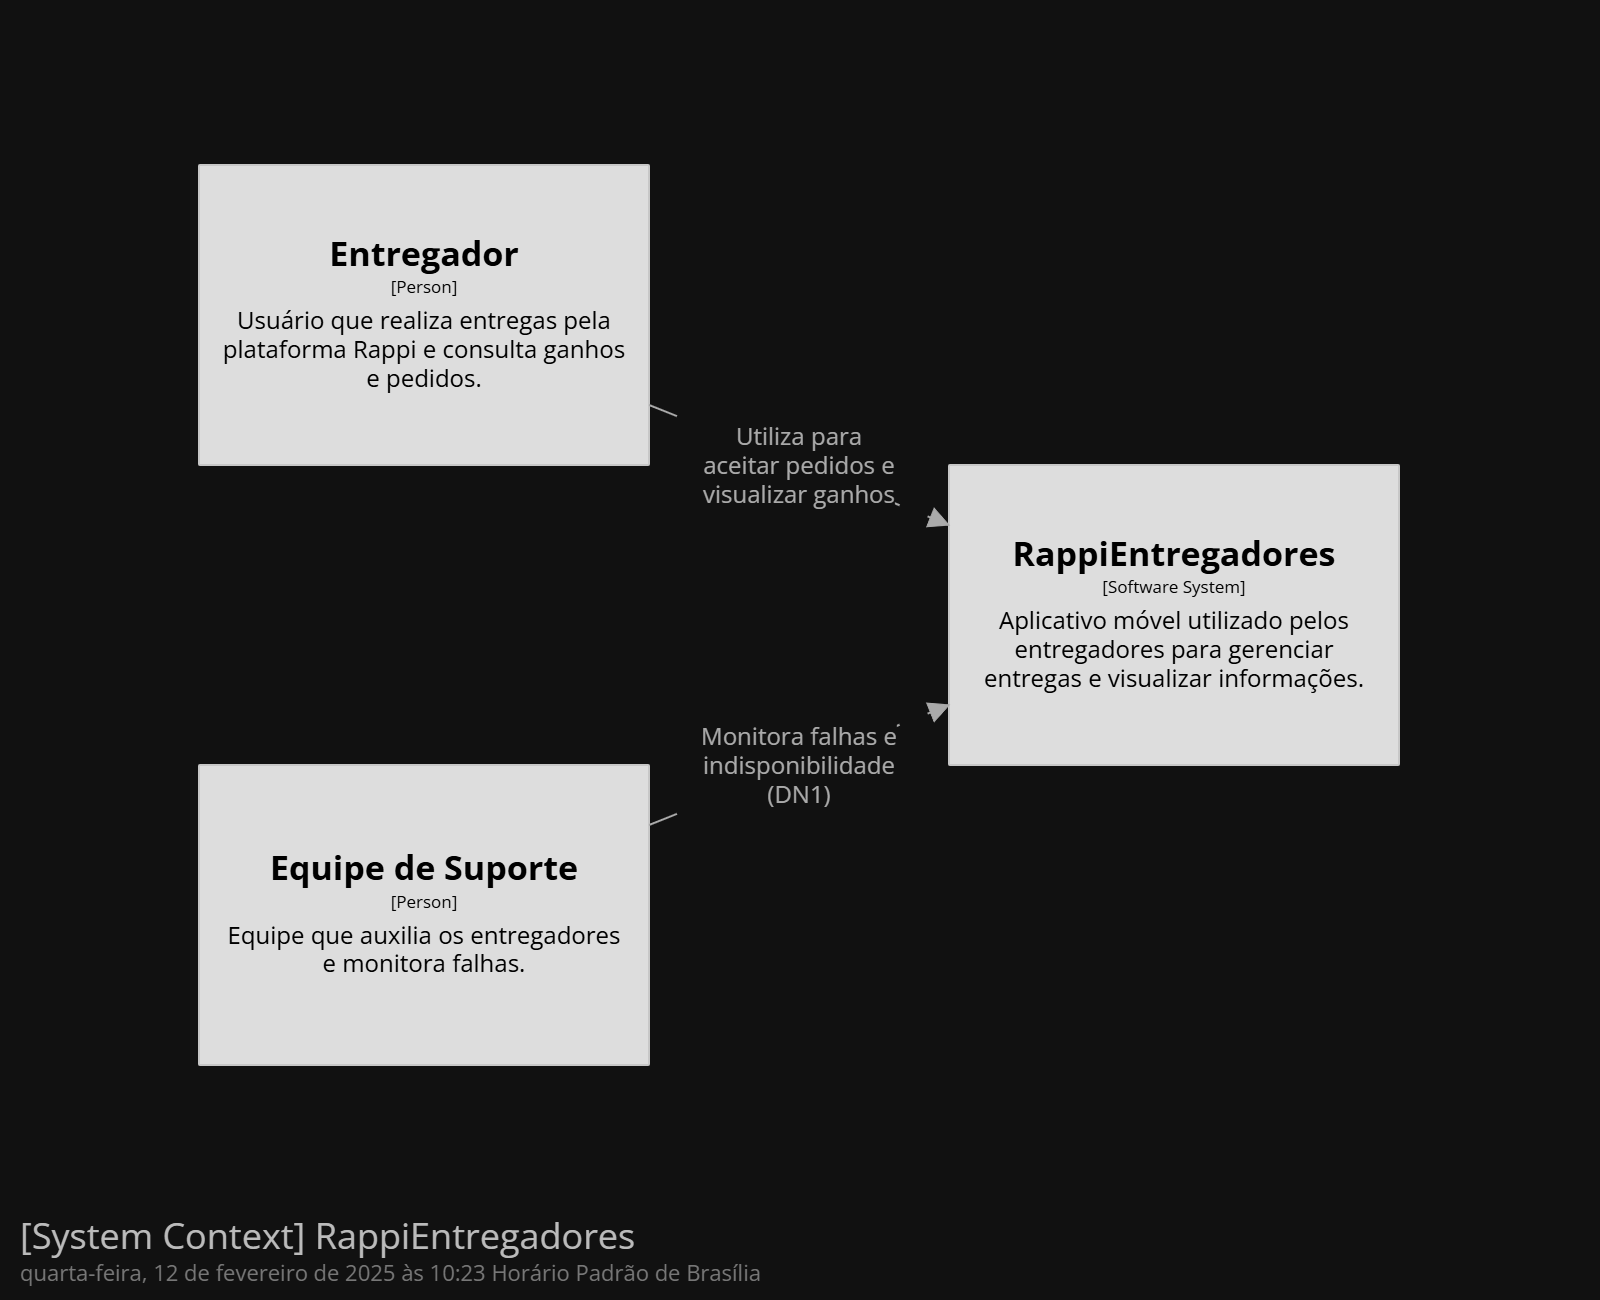 Entregador
[Person]
Usuário que realiza entregas pela
plataforma Rappi e consulta ganhos
e pedidos.
Utiliza para
aceitar pedidos e
visualizar ganhos
RappiEntregadores
[Software System]
Aplicativo móvel utilizado pelos
entregadores para gerenciar
entregas e visualizar informações.
Monitora falhas e
indisponibilidade
(DN1)
Equipe de Suporte
[Person]
Equipe que auxilia os entregadores
e monitora falhas.
[System Context] RappiEntregadores
quarta-feira, 12 de fevereiro de 2025 às 10:23 Horário Padrão de Brasília